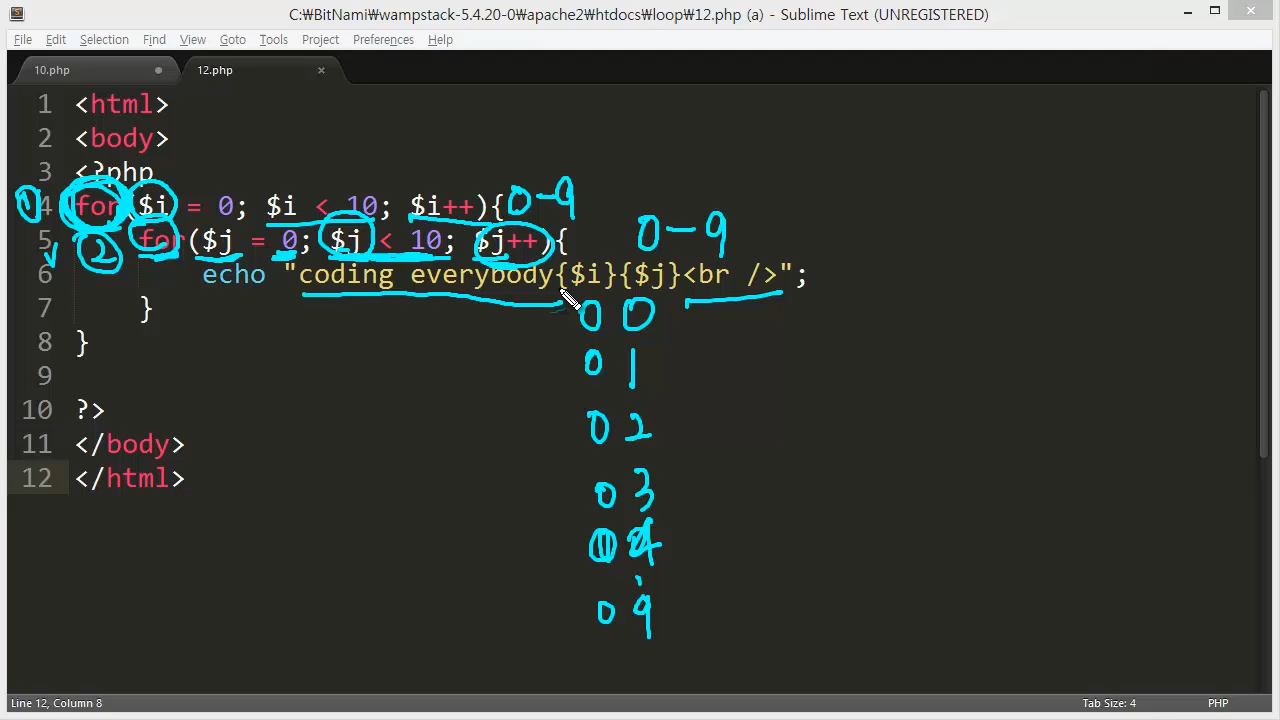 C:₩BitNami₩wampstack-5.4.20-0₩apache2₩htdocs₩loop₩12.php (a) - Sublime Text (UNREGISTERED)
File Edit Selection Find View Goto Tools Project Preferences Help
10.php 12.php
1 <html>
2 <body>
3 <?php
1 4 for($i = 0; $i < 10; $i++){ 0-9
2 5 for($j = 0; $j < 10; $j++){ 0-9
6 echo "coding everybody{$i}{$j}<br />";
7 }
0 0
8 }
9
0 1
10 ?>
11 </body>
0 2
12 </html>
0 3
0 9
Line 12, Column 8 Tab Size: 4 PHP